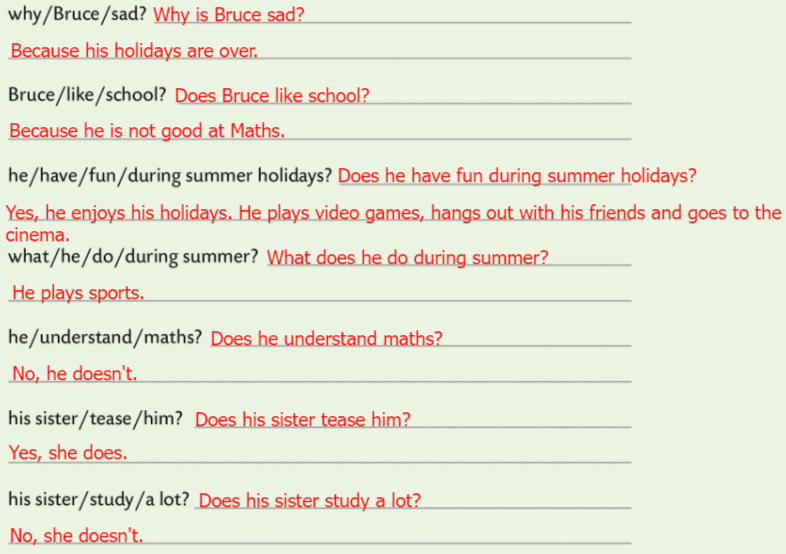 why/Bruce/sad? Why is Bruce sad?
Because his holidays are over.
Bruce/like/school? Does Bruce like school?
Because he is not good at Maths.
he/have/fun/during summer holidays? Does he have fun during summer holidays?
Yes, he enjoys his holidays. He plays video games, hangs out with his friends and goes to the
cinema.
what/he/do/during summer? What does he do during summer?
He plays sports.
he/understand/maths? Does he understand maths?
No, he doesn't.
his sister/tease/him? Does his sister tease him?
Yes, she does.
his sister/study/a lot? Does his sister study a lot?
No, she doesn't.